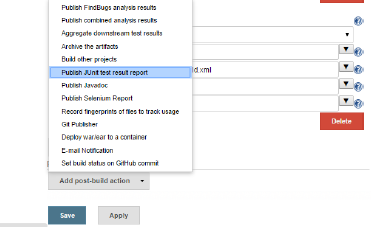 Publish FindBugs analysis results
Publish combined analysis results
Aggregate downstream test results
Archive the artifacts
Build other projects
Publish JUnit test result report
d.xml
Publish Javadoc
Publish Selenium Report
Record fingerprints of files to track usage
Git Publisher
Delete
Deploy war/ear to a container
E-mail Notification
Set build status on GitHub commit
Add post-build action
Save
Apply